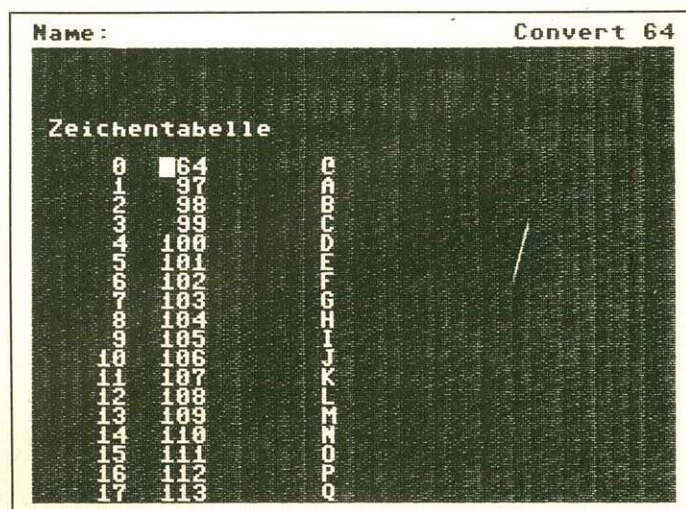 Name: Convert 64
Zeichentabelle
0 64 @
1 97 A
2 98 B
3 99 C
4 100 D
5 101 E
6 102 F
7 103 G
8 104 H
9 105 I
10 106 J
11 107 K
12 108 L
13 109 M
14 110 N
15 111 O
16 112 P
17 113 Q